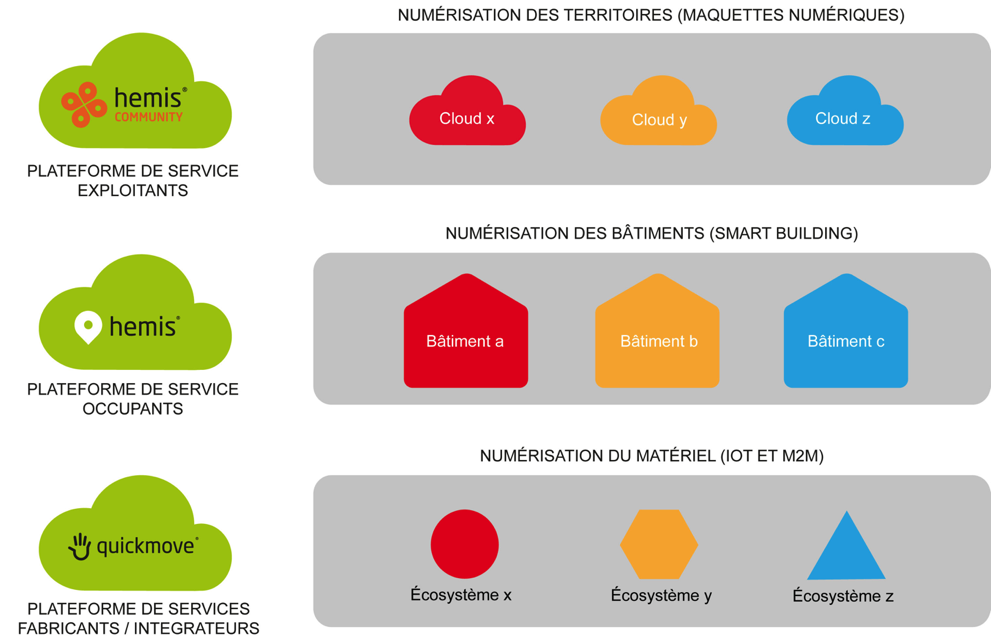 NUMÉRISATION DES TERRITOIRES (MAQUETTES NUMÉRIQUES)
hemis®
COMMUNITY
PLATEFORME DE SERVICE
EXPLOITANTS
Cloud x
Cloud y
Cloud z
NUMÉRISATION DES BÂTIMENTS (SMART BUILDING)
hemis®
PLATEFORME DE SERVICE
OCCUPANTS
Bâtiment a
Bâtiment b
Bâtiment c
NUMÉRISATION DU MATÉRIEL (IOT ET M2M)
quickmove®
PLATEFORME DE SERVICES
FABRICANTS / INTEGRATEURS
Écosystème x
Écosystème y
Écosystème z